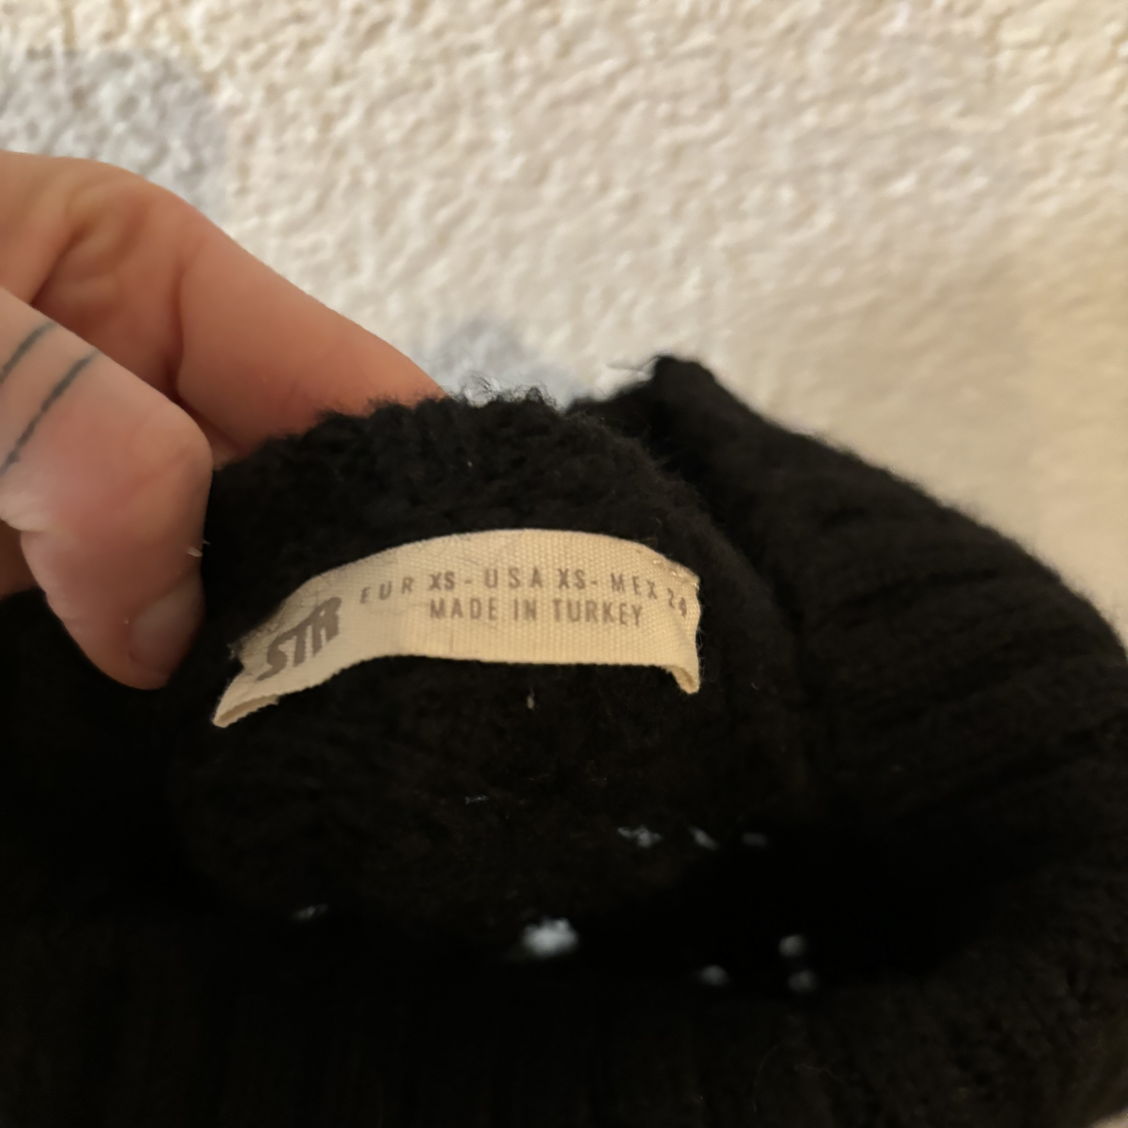 STR
EUR XS - USA XS - MEX 24
MADE IN TURKEY